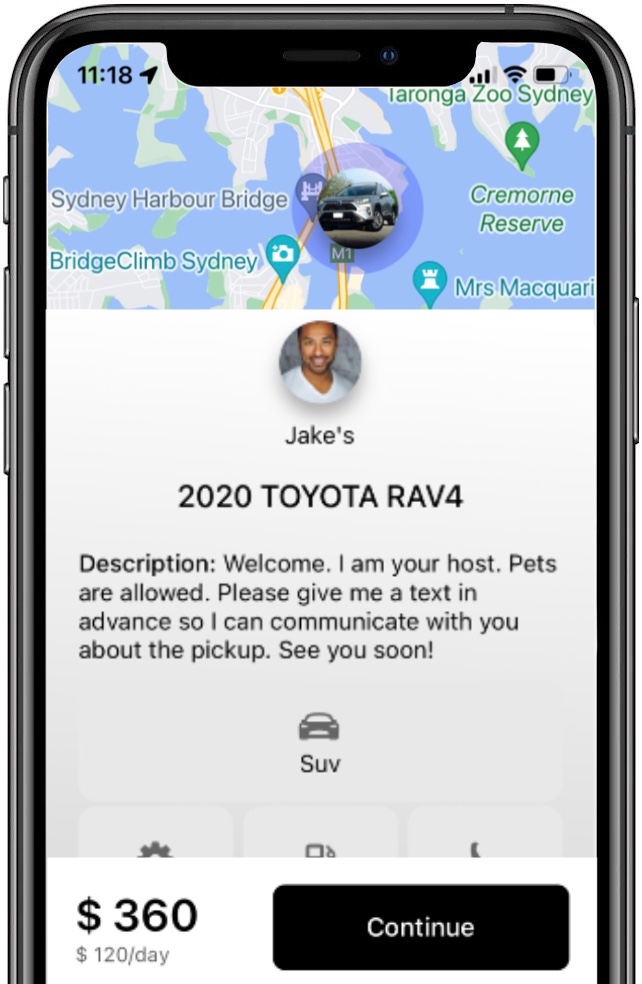 11:18
Taronga Zoo Sydney
Sydney Harbour Bridge
Cremorne
Reserve
BridgeClimb Sydney
M1
Mrs Macquari
Jake's
2020 TOYOTA RAV4
Description: Welcome. I am your host. Pets
are allowed. Please give me a text in
advance so I can communicate with you
about the pickup. See you soon!
Suv
$ 360
$ 120/day
Continue